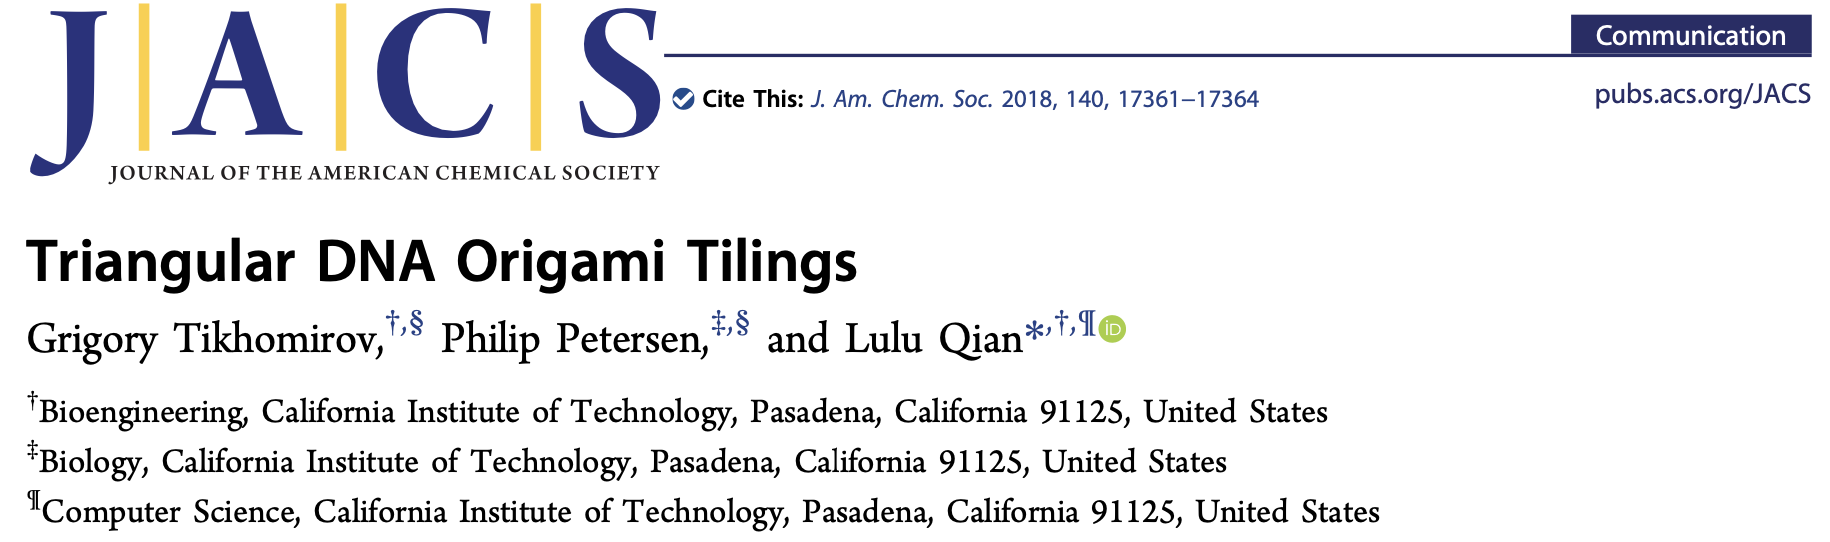 J|A|C|S
JOURNAL OF THE AMERICAN CHEMICAL SOCIETY
Communication
Cite This: J. Am. Chem. Soc. 2018, 140, 17361−17364
pubs.acs.org/JACS
Triangular DNA Origami Tilings
Grigory Tikhomirov,†,§ Philip Petersen,‡,§ and Lulu Qian*,†,¶ iD
†Bioengineering, California Institute of Technology, Pasadena, California 91125, United States
‡Biology, California Institute of Technology, Pasadena, California 91125, United States
¶Computer Science, California Institute of Technology, Pasadena, California 91125, United States